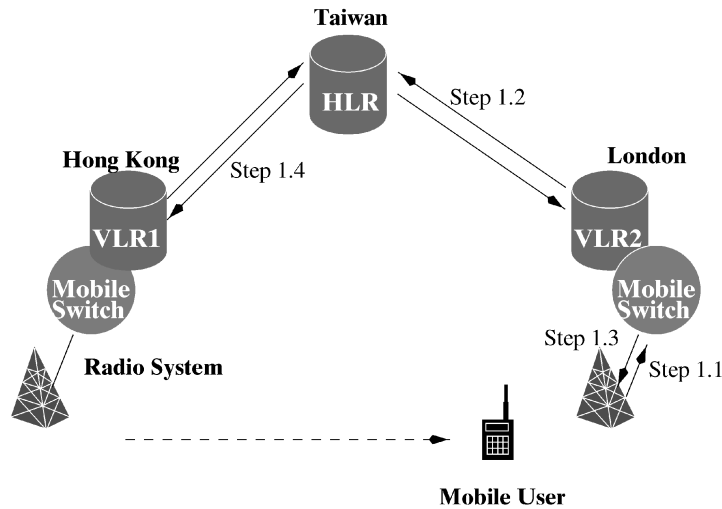 Taiwan
HLR
Step 1.2
Hong Kong
Step 1.4
London
VLR1
VLR2
Mobile
Switch
Mobile
Switch
Step 1.3
Radio System
Step 1.1
Mobile User